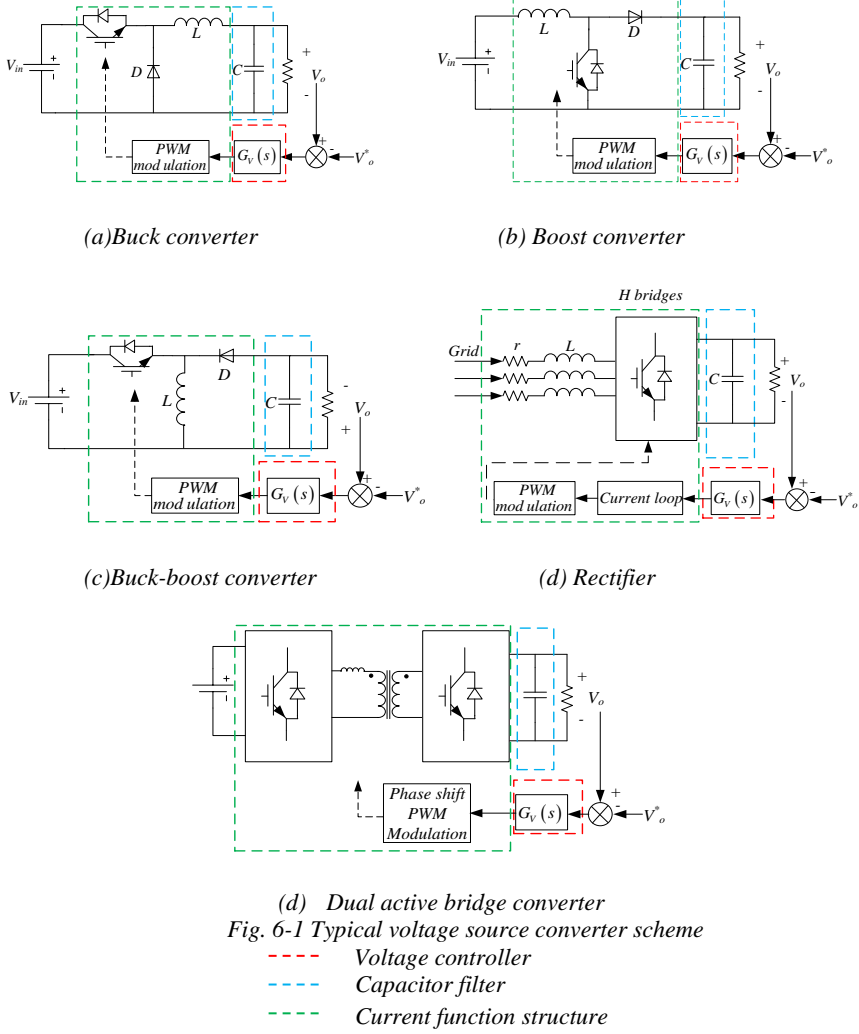 V_in
+
-
L
D
C
+
V_o
-
PWM
mod ulation
G_V(s)
+
-
V*_o
(a)Buck converter
V_in
+
-
L
D
C
+
V_o
-
PWM
mod ulation
G_V(s)
+
-
V*_o
(b) Boost converter
V_in
+
-
L
D
C
-
V_o
+
PWM
mod ulation
G_V(s)
+
-
V*_o
(c)Buck-boost converter
H bridges
Grid
r
L
C
+
V_o
-
PWM
mod ulation
Current loop
G_V(s)
+
-
V*_o
(d) Rectifier
+
-
+
V_o
-
Phase shift
PWM
Modulation
G_V(s)
+
-
V*_o
(d) Dual active bridge converter
Fig. 6-1 Typical voltage source converter scheme
Voltage controller
Capacitor filter
Current function structure